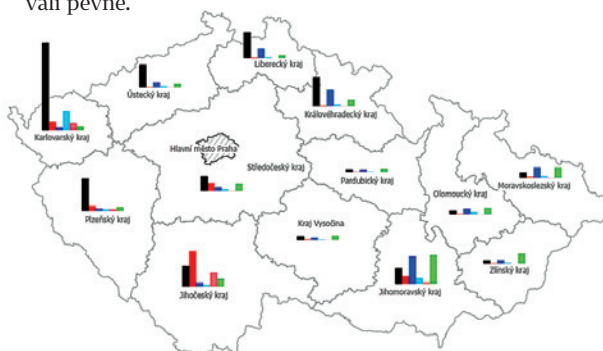 vali pevné.
Liberecký kraj
Ústecký kraj
Královéhradecký kraj
Karlovarský kraj
Hlavní město Praha
Středočeský kraj
Pardubický kraj
Olomoucký kraj
Moravskoslezský kraj
Plzeňský kraj
Kraj Vysočina
Zlínský kraj
Jihočeský kraj
Jihomoravský kraj